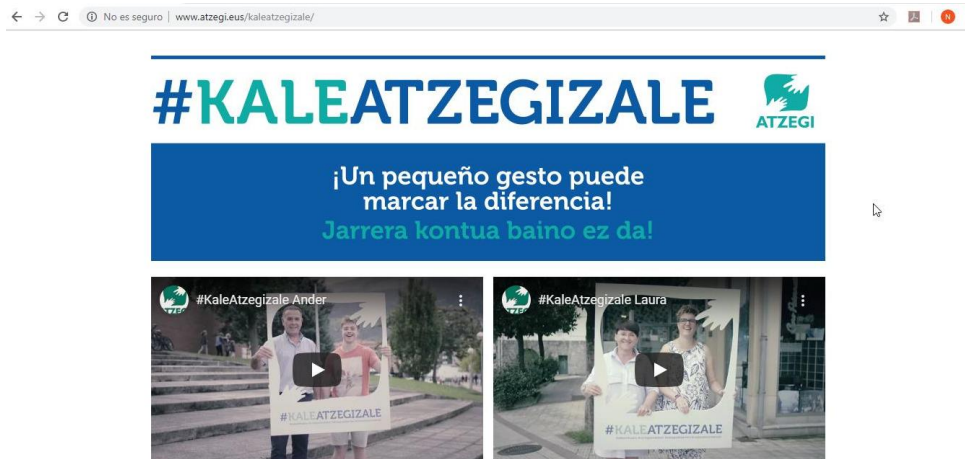 No es seguro | www.atzegi.eus/kaleatzegizale/
N
#KALEATZEGIZALE
ATZEGI
¡Un pequeño gesto puede
marcar la diferencia!
Jarrera kontua baino ez da!
#KaleAtzegizale Ander
#KaleAtzegizale Laura
#KALEATZEGIZALE
#KALEATZEGIZALE